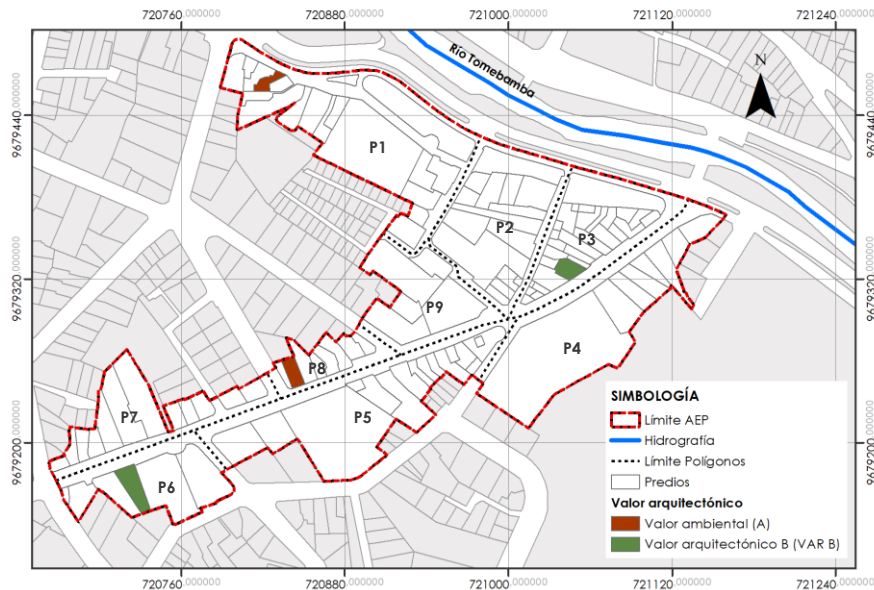 720760.000000 720880.000000 721000.000000 721120.000000 721240.000000
Río Tomebamba
N
9679440.000000 9679440.000000
P1
P2
P3
9679320.000000 9679320.000000
P9
P4
P8
P7
P5
P6
9679200.000000 9679200.000000
SIMBOLOGÍA
Límite AEP
Hidrografía
Límite Polígonos
Predios
Valor arquitectónico
Valor ambiental (A)
Valor arquitectónico B (VAR B)
720760.000000 720880.000000 721000.000000 721120.000000 721240.000000